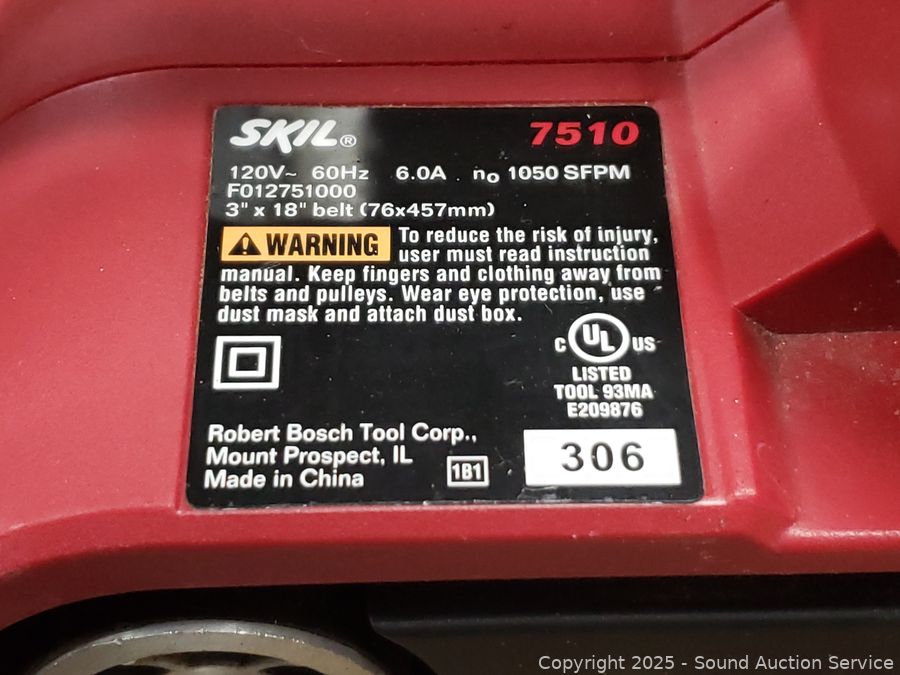 SKIL® 7510
120V~ 60Hz 6.0A no 1050 SFPM
F012751000
3" x 18" belt (76x457mm)
WARNING To reduce the risk of injury,
user must read instruction
manual. Keep fingers and clothing away from
belts and pulleys. Wear eye protection, use
dust mask and attach dust box.
C UL US
LISTED
TOOL 93MA
E209876
Robert Bosch Tool Corp.,
Mount Prospect, IL
Made in China
1B1
306
Copyright 2025 - Sound Auction Service